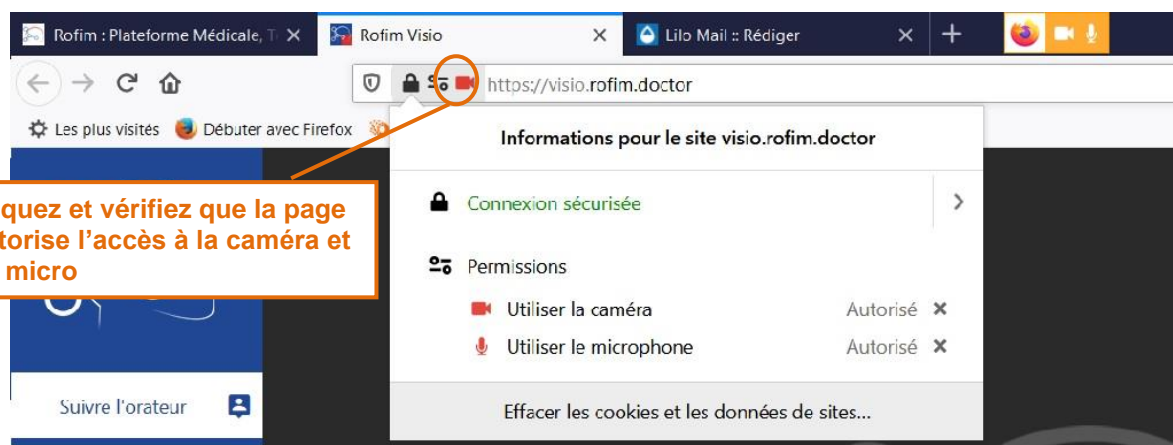 Rofim : Plateforme Médicale, T
Rofim Visio
Lilo Mail :: Rédiger
https://visio.rofim.doctor
Les plus visités
Débuter avec Firefox
Informations pour le site visio.rofim.doctor
Connexion sécurisée
quez et vérifiez que la page
torise l’accès à la caméra et
micro
Permissions
Utiliser la caméra Autorisé
Utiliser le microphone Autorisé
Suivre l'orateur
Effacer les cookies et les données de sites...